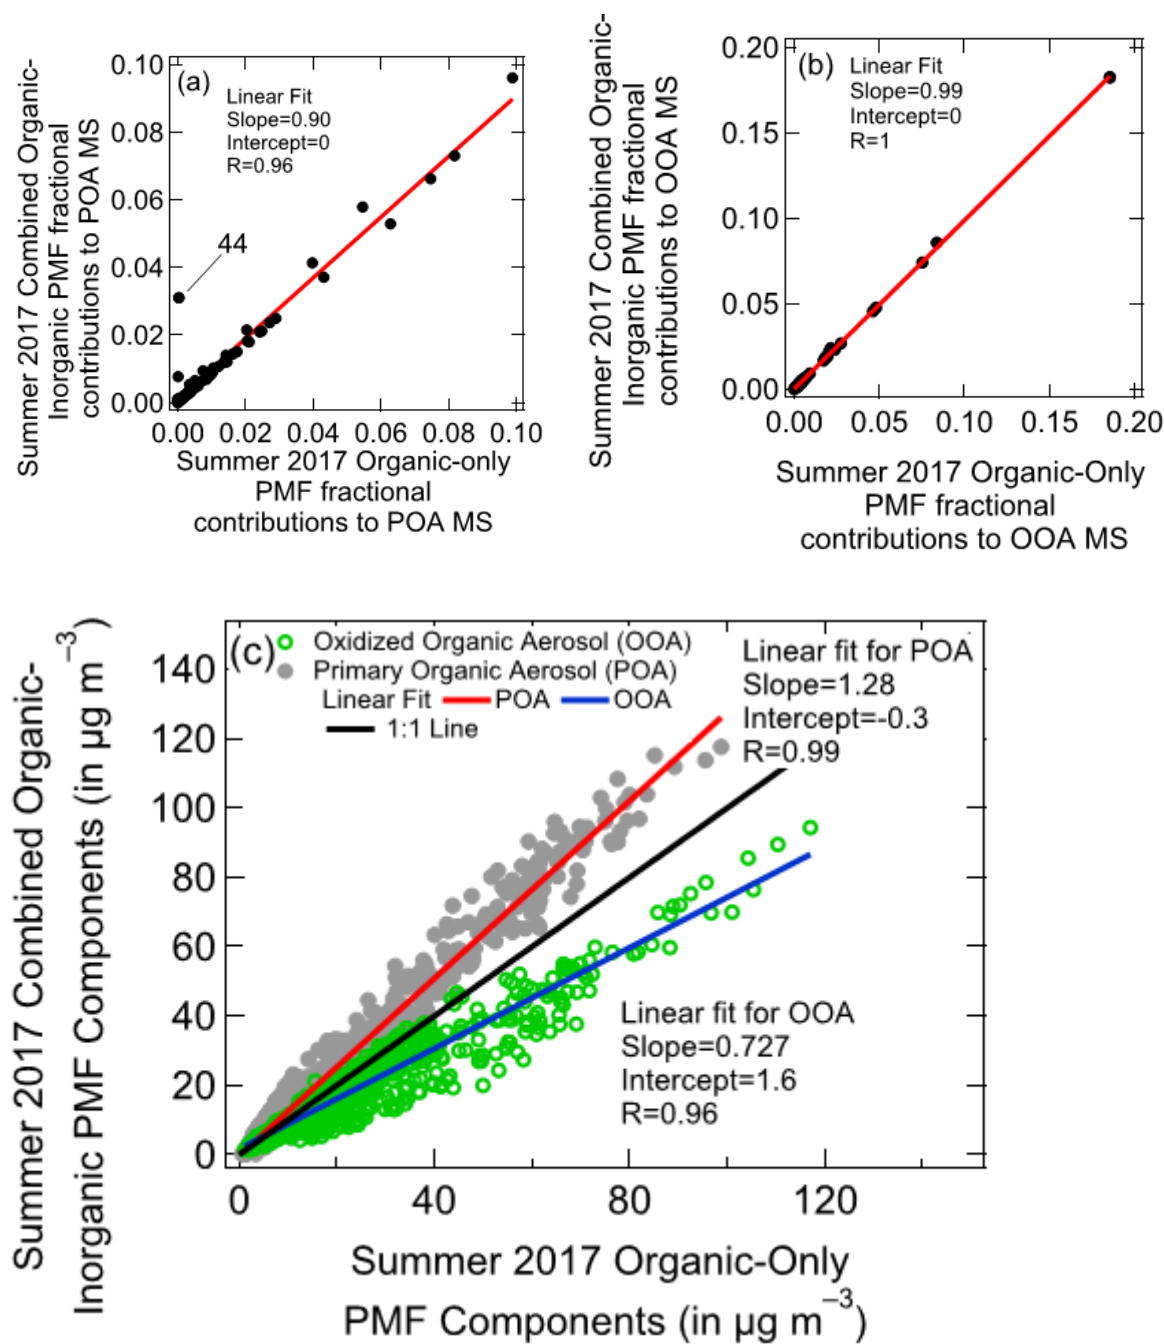 Summer 2017 Combined Organic-
Inorganic PMF fractional
contributions to POA MS
0.10
0.08
0.06
0.04
0.02
0.00
(a)
Linear Fit
Slope=0.90
Intercept=0
R=0.96
44
0.00 0.02 0.04 0.06 0.08 0.10
Summer 2017 Organic-only
PMF fractional
contributions to POA MS
Summer 2017 Combined Organic-
Inorganic PMF fractional
contributions to OOA MS
0.20
0.15
0.10
0.05
0.00
(b)
Linear Fit
Slope=0.99
Intercept=0
R=1
0.00 0.05 0.10 0.15 0.20
Summer 2017 Organic-Only
PMF fractional
contributions to OOA MS
Summer 2017 Combined Organic-
Inorganic PMF Components (in µg m⁻³)
140
120
100
80
60
40
20
0
(c)
Oxidized Organic Aerosol (OOA)
Primary Organic Aerosol (POA)
Linear Fit POA OOA
1:1 Line
Linear fit for POA
Slope=1.28
Intercept=-0.3
R=0.99
Linear fit for OOA
Slope=0.727
Intercept=1.6
R=0.96
0 40 80 120
Summer 2017 Organic-Only
PMF Components (in µg m⁻³)